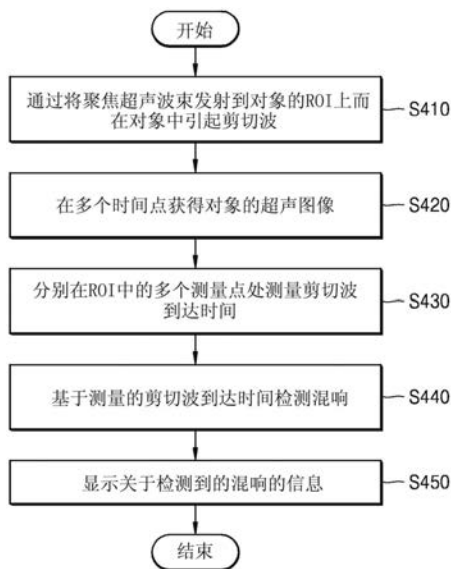 开始
通过将聚焦超声波束发射到对象的ROI上而
在对象中引起剪切波
S410
在多个时间点获得对象的超声图像
S420
分别在ROI中的多个测量点处测量剪切波
到达时间
S430
基于测量的剪切波到达时间检测混响
S440
显示关于检测到的混响的信息
S450
结束